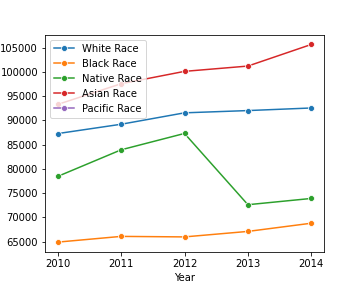 105000
100000
95000
90000
85000
80000
75000
70000
65000
White Race
Black Race
Native Race
Asian Race
Pacific Race
2010 2011 2012 2013 2014
Year